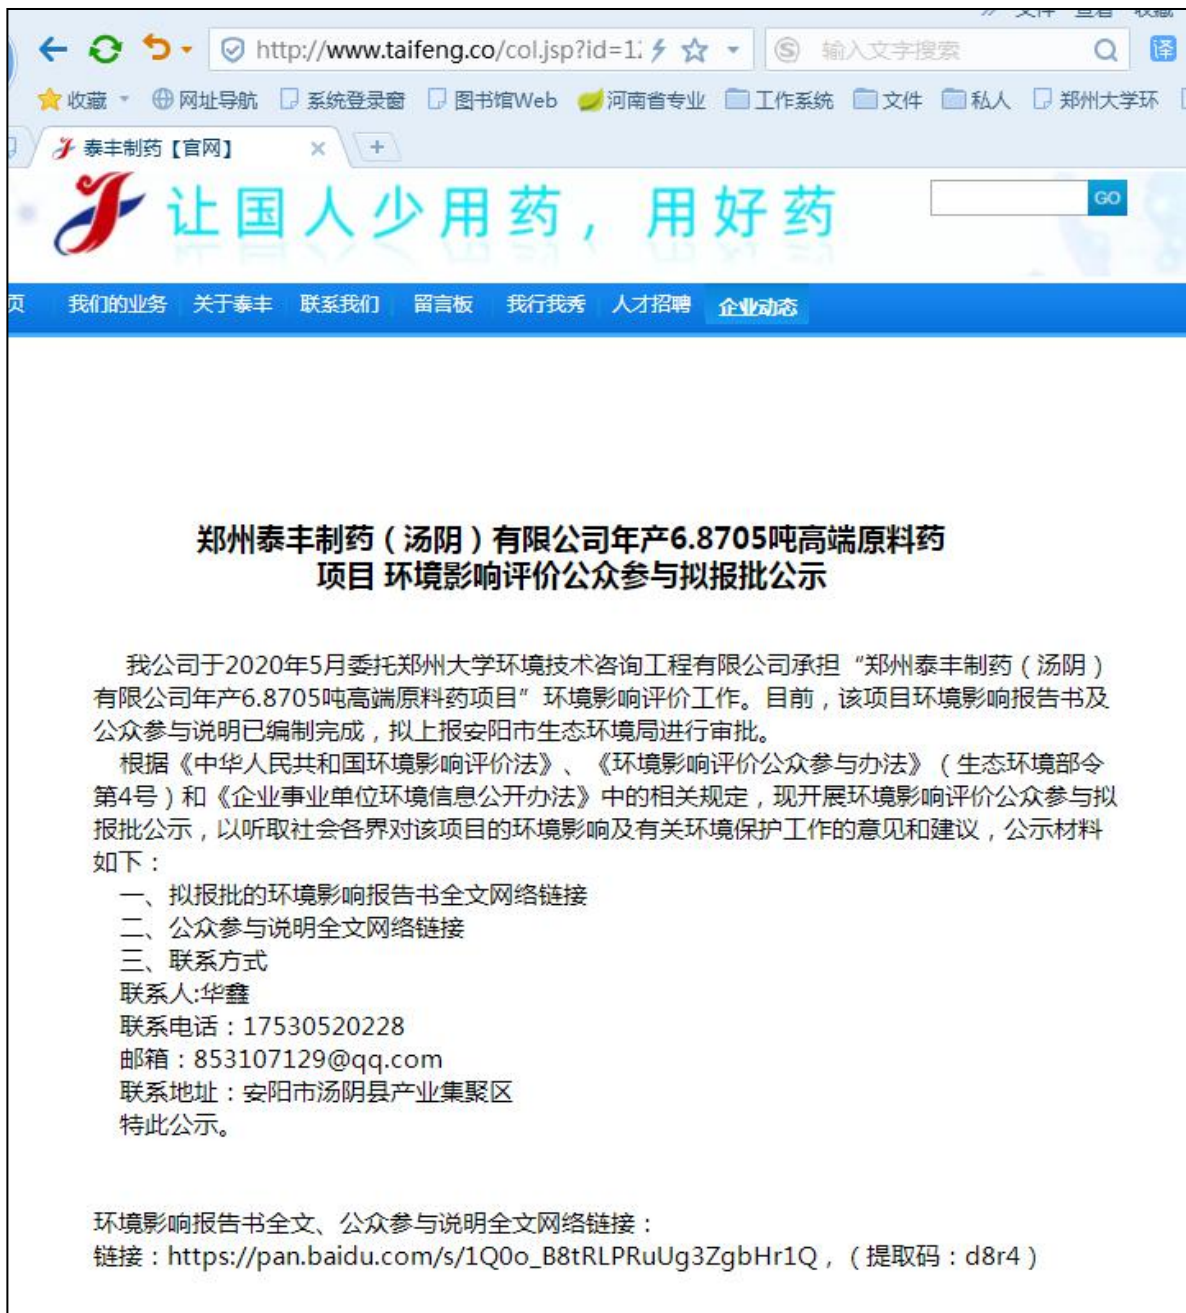 文件 查看 收藏
http://www.taifeng.co/col.jsp?id=1 输入文字搜索 译
收藏 网址导航 系统登录窗 图书馆Web 河南省专业 工作系统 文件 私人 郑州大学环
泰丰制药【官网】
让国人少用药，用好药 GO
页 我们的业务 关于泰丰 联系我们 留言板 我行我秀 人才招聘 企业动态
郑州泰丰制药（汤阴）有限公司年产6.8705吨高端原料药
项目 环境影响评价公众参与拟报批公示
我公司于2020年5月委托郑州大学环境技术咨询工程有限公司承担“郑州泰丰制药（汤阴）
有限公司年产6.8705吨高端原料药项目”环境影响评价工作。目前，该项目环境影响报告书及
公众参与说明已编制完成，拟上报安阳市生态环境局进行审批。
根据《中华人民共和国环境影响评价法》、《环境影响评价公众参与办法》（生态环境部令
第4号）和《企业事业单位环境信息公开办法》中的相关规定，现开展环境影响评价公众参与拟
报批公示，以听取社会各界对该项目的环境影响及有关环境保护工作的意见和建议，公示材料
如下：
一、拟报批的环境影响报告书全文网络链接
二、公众参与说明全文网络链接
三、联系方式
联系人:华鑫
联系电话：17530520228
邮箱：853107129@qq.com
联系地址：安阳市汤阴县产业集聚区
特此公示。
环境影响报告书全文、公众参与说明全文网络链接：
链接：https://pan.baidu.com/s/1Q0o_B8tRLPRuUg3ZgbHr1Q，（提取码：d8r4）